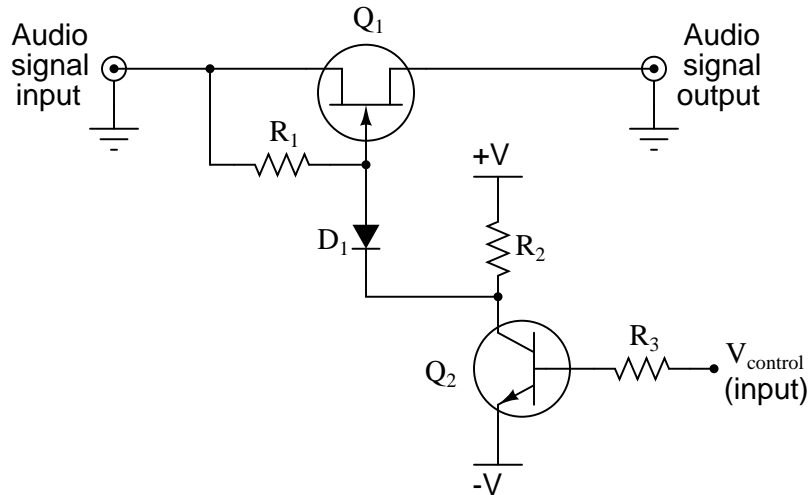 Q1
Audio
signal
input
Audio
signal
output
R1
+V
D1
R2
Q2
R3
Vcontrol
(input)
-V